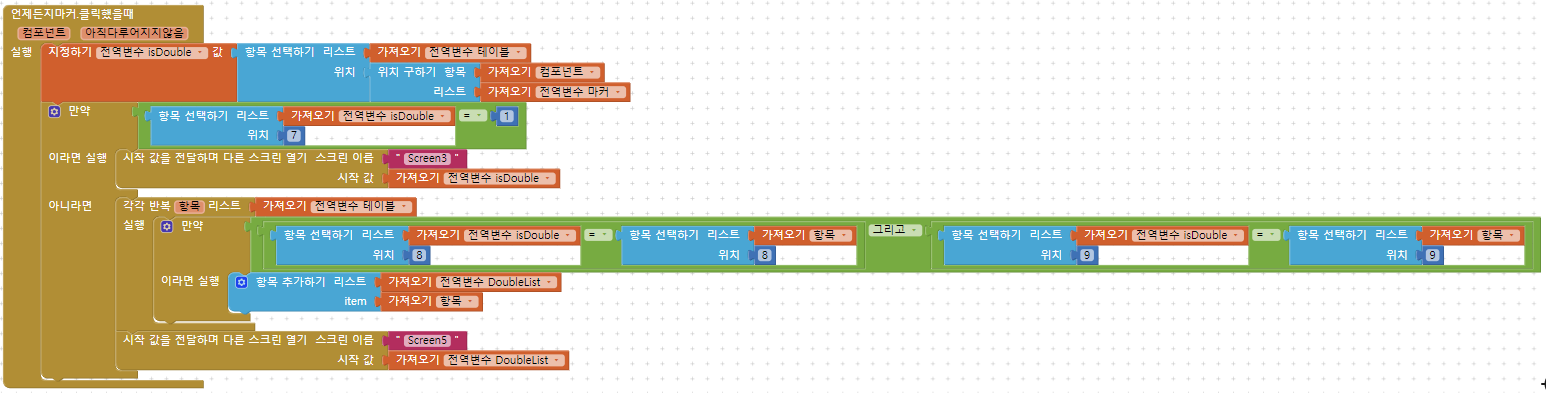 언제든지마커.클릭했을때
컴포넌트 아직다루어지지않음
실행 지정하기 전역변수 isDouble 값 항목 선택하기 리스트 가져오기 전역변수 테이블
위치 위치 구하기 항목 가져오기 컴포넌트
리스트 가져오기 전역변수 마커
만약 항목 선택하기 리스트 가져오기 전역변수 isDouble = 1
위치 7
이라면 실행 시작 값을 전달하며 다른 스크린 열기 스크린 이름 " Screen3 "
시작 값 가져오기 전역변수 isDouble
아니라면 각각 반복 항목 리스트 가져오기 전역변수 테이블
실행 만약 항목 선택하기 리스트 가져오기 전역변수 isDouble = 항목 선택하기 리스트 가져오기 항목 그리고 항목 선택하기 리스트 가져오기 전역변수 isDouble = 항목 선택하기 리스트 가져오기 항목
위치 8 위치 8 위치 9 위치 9
이라면 실행 항목 추가하기 리스트 가져오기 전역변수 DoubleList
item 가져오기 항목
시작 값을 전달하며 다른 스크린 열기 스크린 이름 " Screen5 "
시작 값 가져오기 전역변수 DoubleList